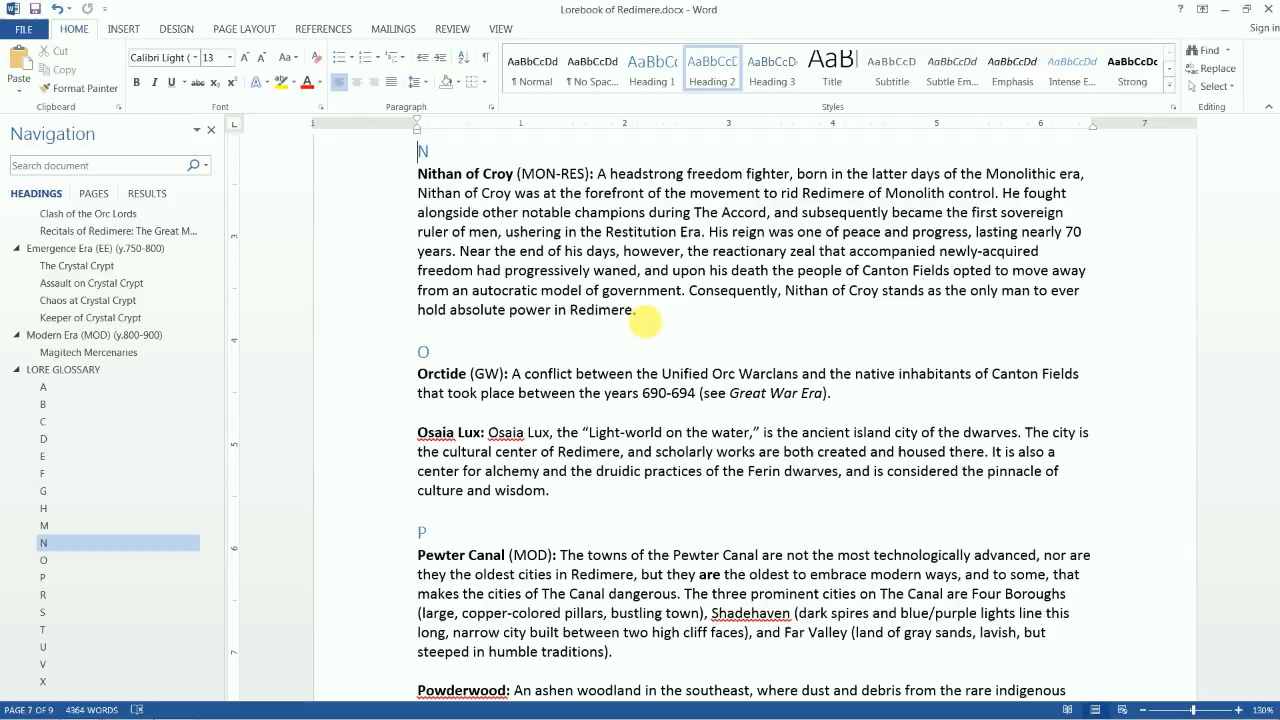 Lorebook of Redimere.docx - Word
Sign in
FILE HOME INSERT DESIGN PAGE LAYOUT REFERENCES MAILINGS REVIEW VIEW
Paste
Cut
Copy
Format Painter
Clipboard
Calibri Light ( 13
Font
Paragraph
AaBbCcDd AaBbCcDd AaBbCc AaBbCcC AaBbCcD AaB AaBbCcD AaBbCcDd AaBbCcDd AaBbCcDd AaBbCcDc
¶ Normal ¶ No Spac... Heading 1 Heading 2 Heading 3 Title Subtitle Subtle Em... Emphasis Intense E... Strong
Styles
Find
Replace
Select
Editing
Navigation
Search document
HEADINGS PAGES RESULTS
Clash of the Orc Lords
Recitals of Redimere: The Great M...
Emergence Era (EE) (y.750-800)
The Crystal Crypt
Assault on Crystal Crypt
Chaos at Crystal Crypt
Keeper of Crystal Crypt
Modern Era (MOD) (y.800-900)
Magitech Mercenaries
LORE GLOSSARY
A
B
C
D
E
F
G
H
M
N
O
P
R
S
T
U
V
X
1 1 2 3 4 5 6 7
3
4
5
6
7
N
Nithan of Croy (MON-RES): A headstrong freedom fighter, born in the latter days of the Monolithic era,
Nithan of Croy was at the forefront of the movement to rid Redimere of Monolith control. He fought
alongside other notable champions during The Accord, and subsequently became the first sovereign
ruler of men, ushering in the Restitution Era. His reign was one of peace and progress, lasting nearly 70
years. Near the end of his days, however, the reactionary zeal that accompanied newly-acquired
freedom had progressively waned, and upon his death the people of Canton Fields opted to move away
from an autocratic model of government. Consequently, Nithan of Croy stands as the only man to ever
hold absolute power in Redimere.
O
Orctide (GW): A conflict between the Unified Orc Warclans and the native inhabitants of Canton Fields
that took place between the years 690-694 (see Great War Era).
Osaia Lux: Osaia Lux, the “Light-world on the water,” is the ancient island city of the dwarves. The city is
the cultural center of Redimere, and scholarly works are both created and housed there. It is also a
center for alchemy and the druidic practices of the Ferin dwarves, and is considered the pinnacle of
culture and wisdom.
P
Pewter Canal (MOD): The towns of the Pewter Canal are not the most technologically advanced, nor are
they the oldest cities in Redimere, but they are the oldest to embrace modern ways, and to some, that
makes the cities of The Canal dangerous. The three prominent cities on The Canal are Four Boroughs
(large, copper-colored pillars, bustling town), Shadehaven (dark spires and blue/purple lights line this
long, narrow city built between two high cliff faces), and Far Valley (land of gray sands, lavish, but
steeped in humble traditions).
Powderwood: An ashen woodland in the southeast, where dust and debris from the rare indigenous
PAGE 7 OF 9 4364 WORDS
130%